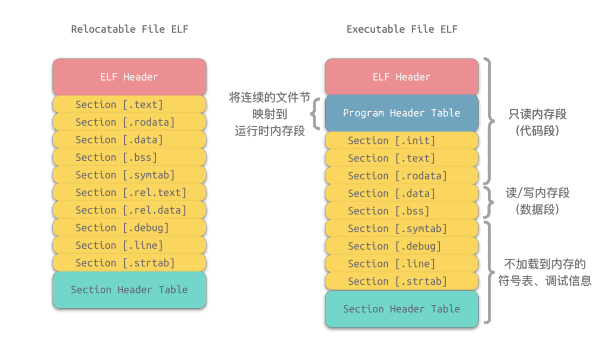 Relocatable File ELF
ELF Header
Section [.text]
Section [.rodata]
Section [.data]
Section [.bss]
Section [.symtab]
Section [.rel.text]
Section [.rel.data]
Section [.debug]
Section [.line]
Section [.strtab]
Section Header Table
Executable File ELF
将连续的文件节
映射到
运行时内存段
ELF Header
Program Header Table
Section [.init]
Section [.text]
Section [.rodata]
Section [.data]
Section [.bss]
Section [.symtab]
Section [.debug]
Section [.line]
Section [.strtab]
Section Header Table
只读内存段
(代码段)
读/写内存段
(数据段)
不加载到内存的
符号表、调试信息